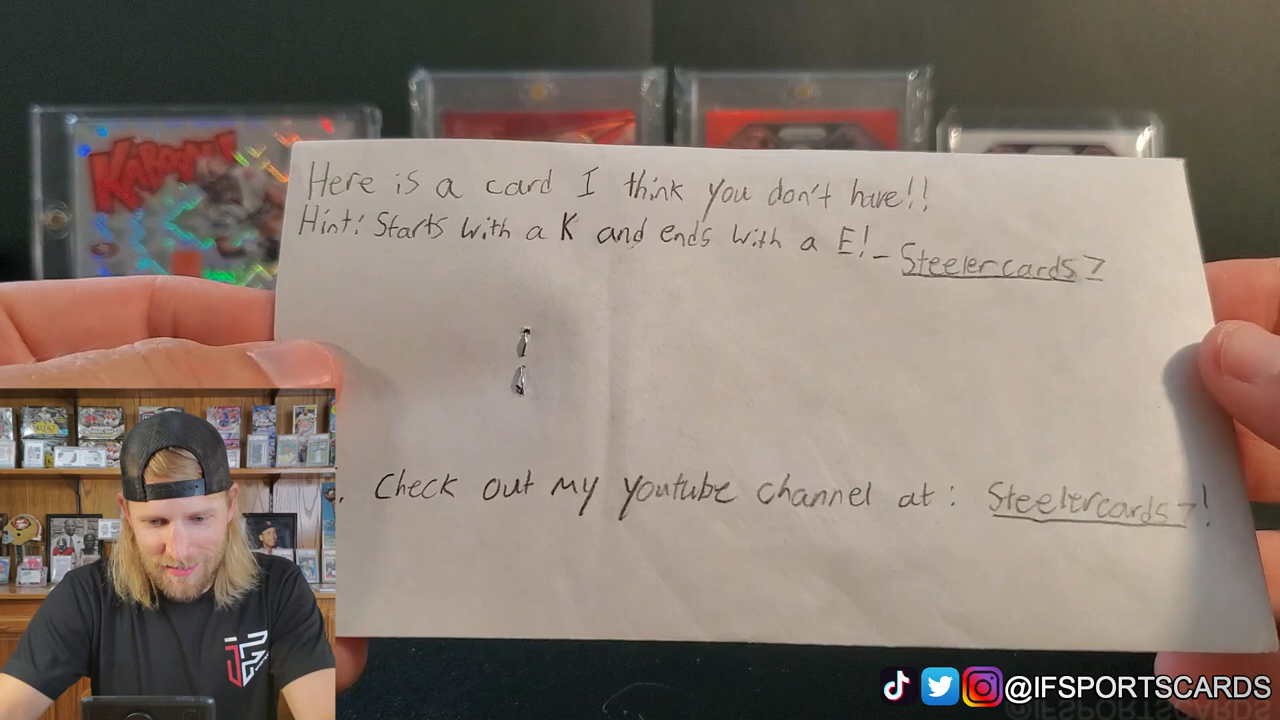 KABOOM!
Here is a card I think you don't have!!
Hint: Starts with a K and ends with a E! - Steelercards7
. Check out my youtube channel at: Steelercards7!
@IFSPORTSCARDS